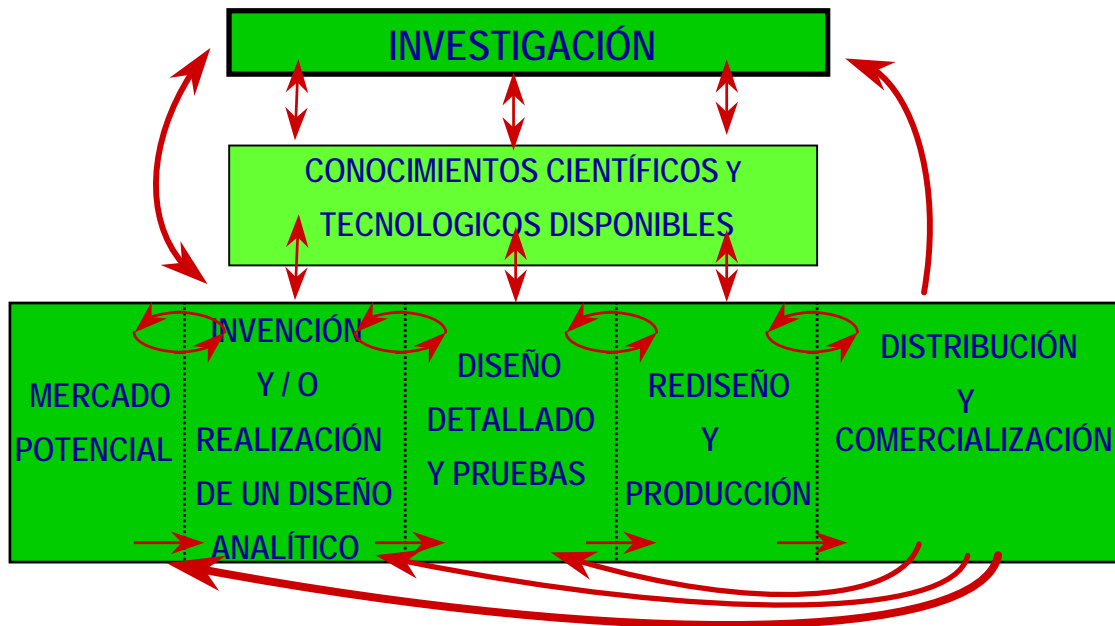 INVESTIGACIÓN
CONOCIMIENTOS CIENTÍFICOS Y
TECNOLOGICOS DISPONIBLES
MERCADO
POTENCIAL
INVENCIÓN
Y / O
REALIZACIÓN
DE UN DISEÑO
ANALÍTICO
DISEÑO
DETALLADO
Y PRUEBAS
REDISEÑO
Y
PRODUCCIÓN
DISTRIBUCIÓN
Y
COMERCIALIZACIÓN